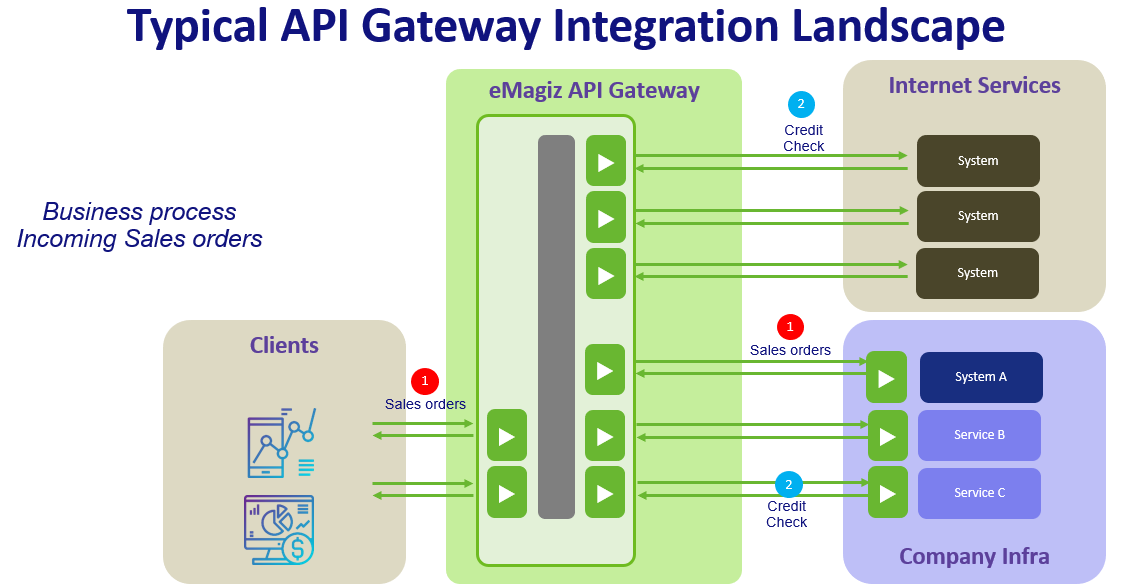 Typical API Gateway Integration Landscape
eMagiz API Gateway
Internet Services
2
Credit
Check
System
System
System
Business process
Incoming Sales orders
Clients
1
Sales orders
1
Sales orders
System A
Service B
Service C
2
Credit
Check
$
Company Infra